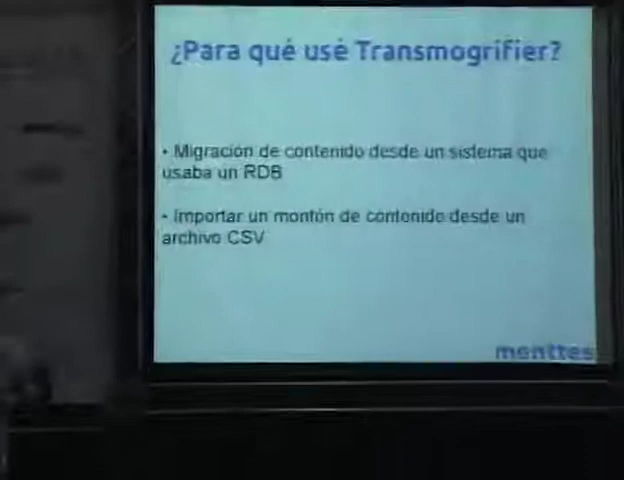 ¿Para qué usé Transmogrifier?
• Migración de contenido desde un sistema que
usaba un RDB
• Importar un montón de contenido desde un
archivo CSV
menttes